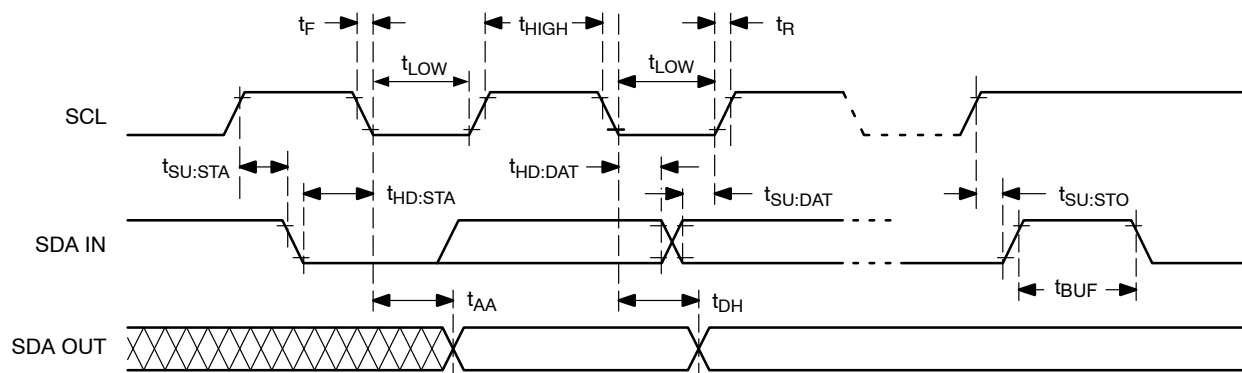 tF
tHIGH
tR
tLOW
tLOW
SCL
tSU:STA
tHD:STA
tHD:DAT
tSU:DAT
tSU:STO
SDA IN
tBUF
tAA
tDH
SDA OUT